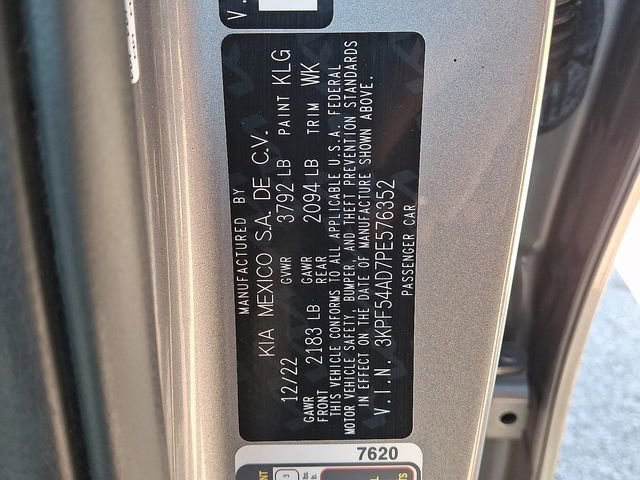 V.
MANUFACTURED BY
KIA MEXICO S.A. DE C.V.
12/22 GVWR 3792 LB PAINT KLG
GAWR FRONT 2183 LB GAWR REAR 2094 LB TRIM WK
THIS VEHICLE CONFORMS TO ALL APPLICABLE U.S.A. FEDERAL
MOTOR VEHICLE SAFETY, BUMPER, AND THEFT PREVENTION STANDARDS
IN EFFECT ON THE DATE OF MANUFACTURE SHOWN ABOVE.
V.I.N. 3KPF54AD7PE576352
PASSENGER CAR
7620